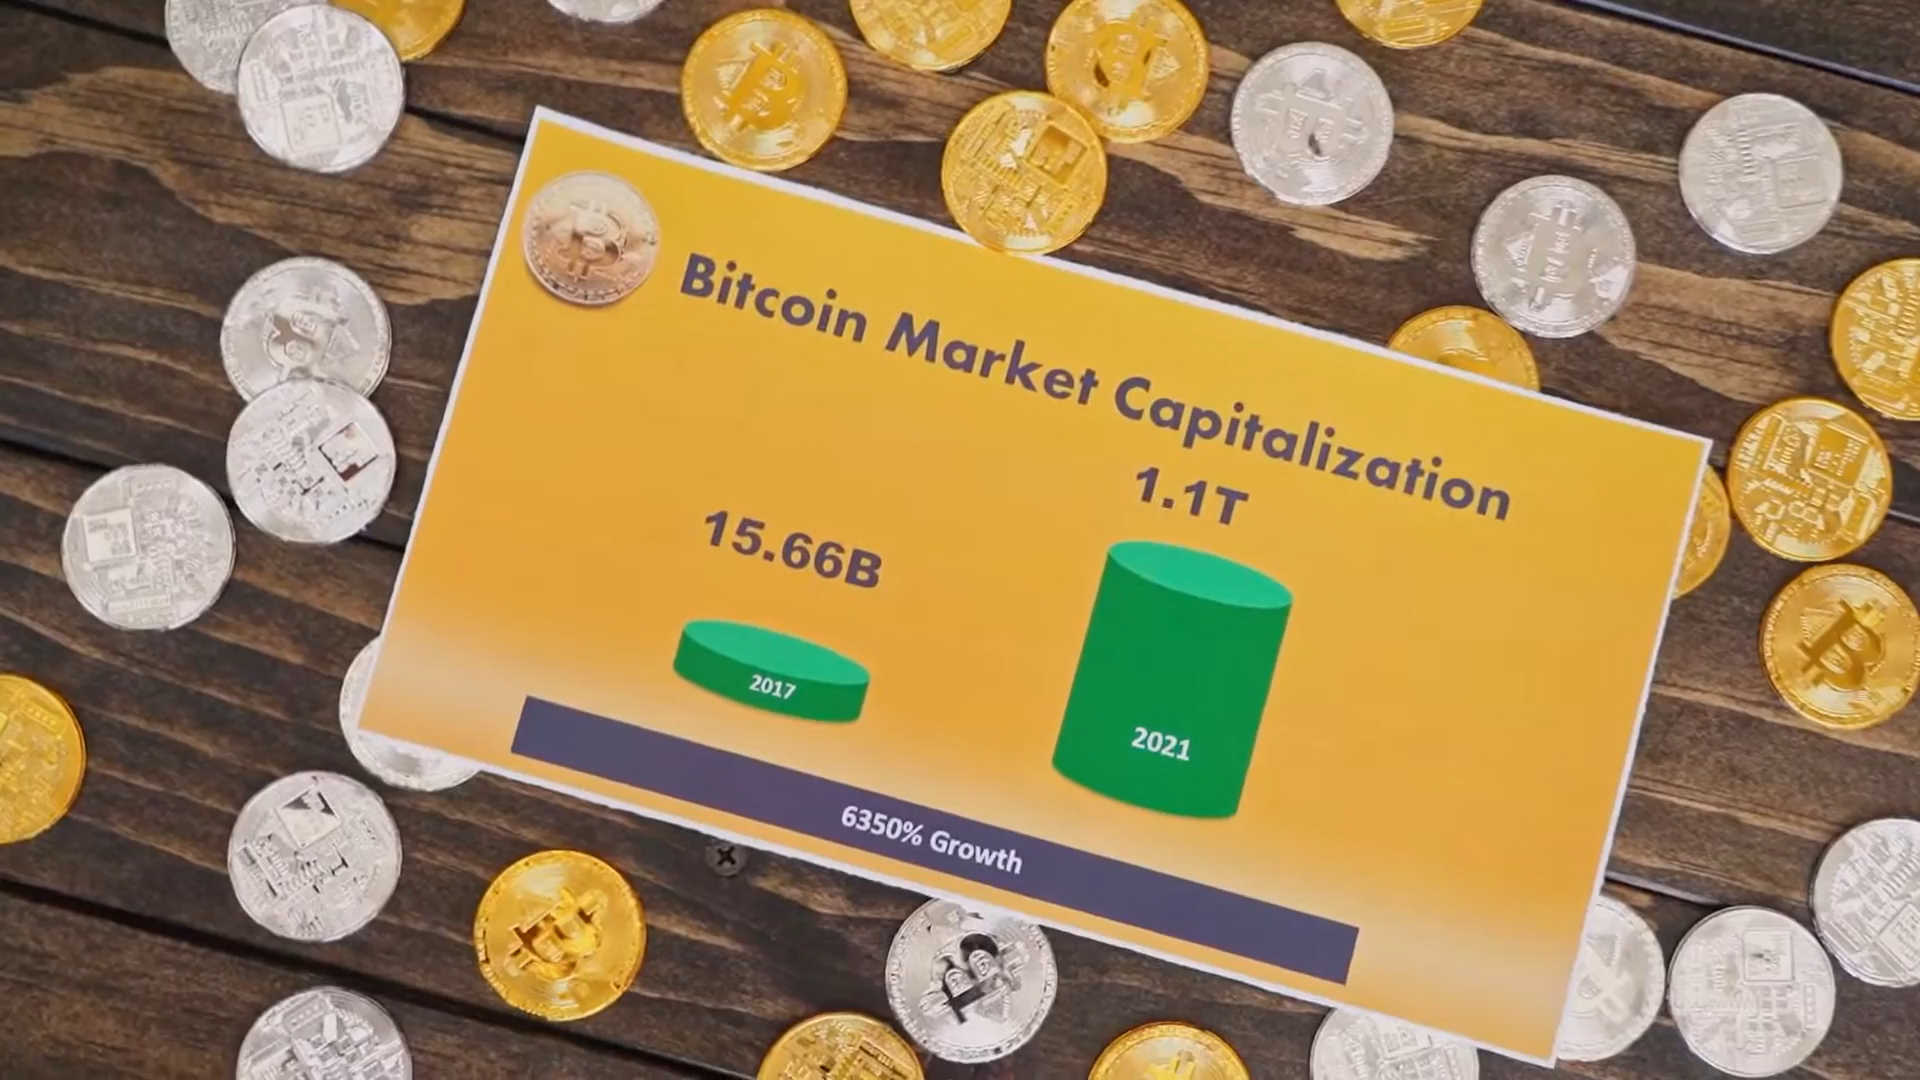 Bitcoin Market Capitalization
15.66B
1.1T
2017
2021
6350% Growth